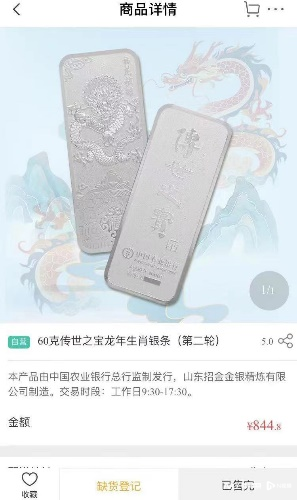 商品详情
传世之宝
中国农业银行
1/1
自营 60克传世之宝龙年生肖银条（第二轮） 5.0
本产品由中国农业银行总行监制发行，山东招金金银精炼有限
公司制造。交易时段：工作日9:30-17:30。
金额 ¥844.8
收藏 缺货登记 已售完